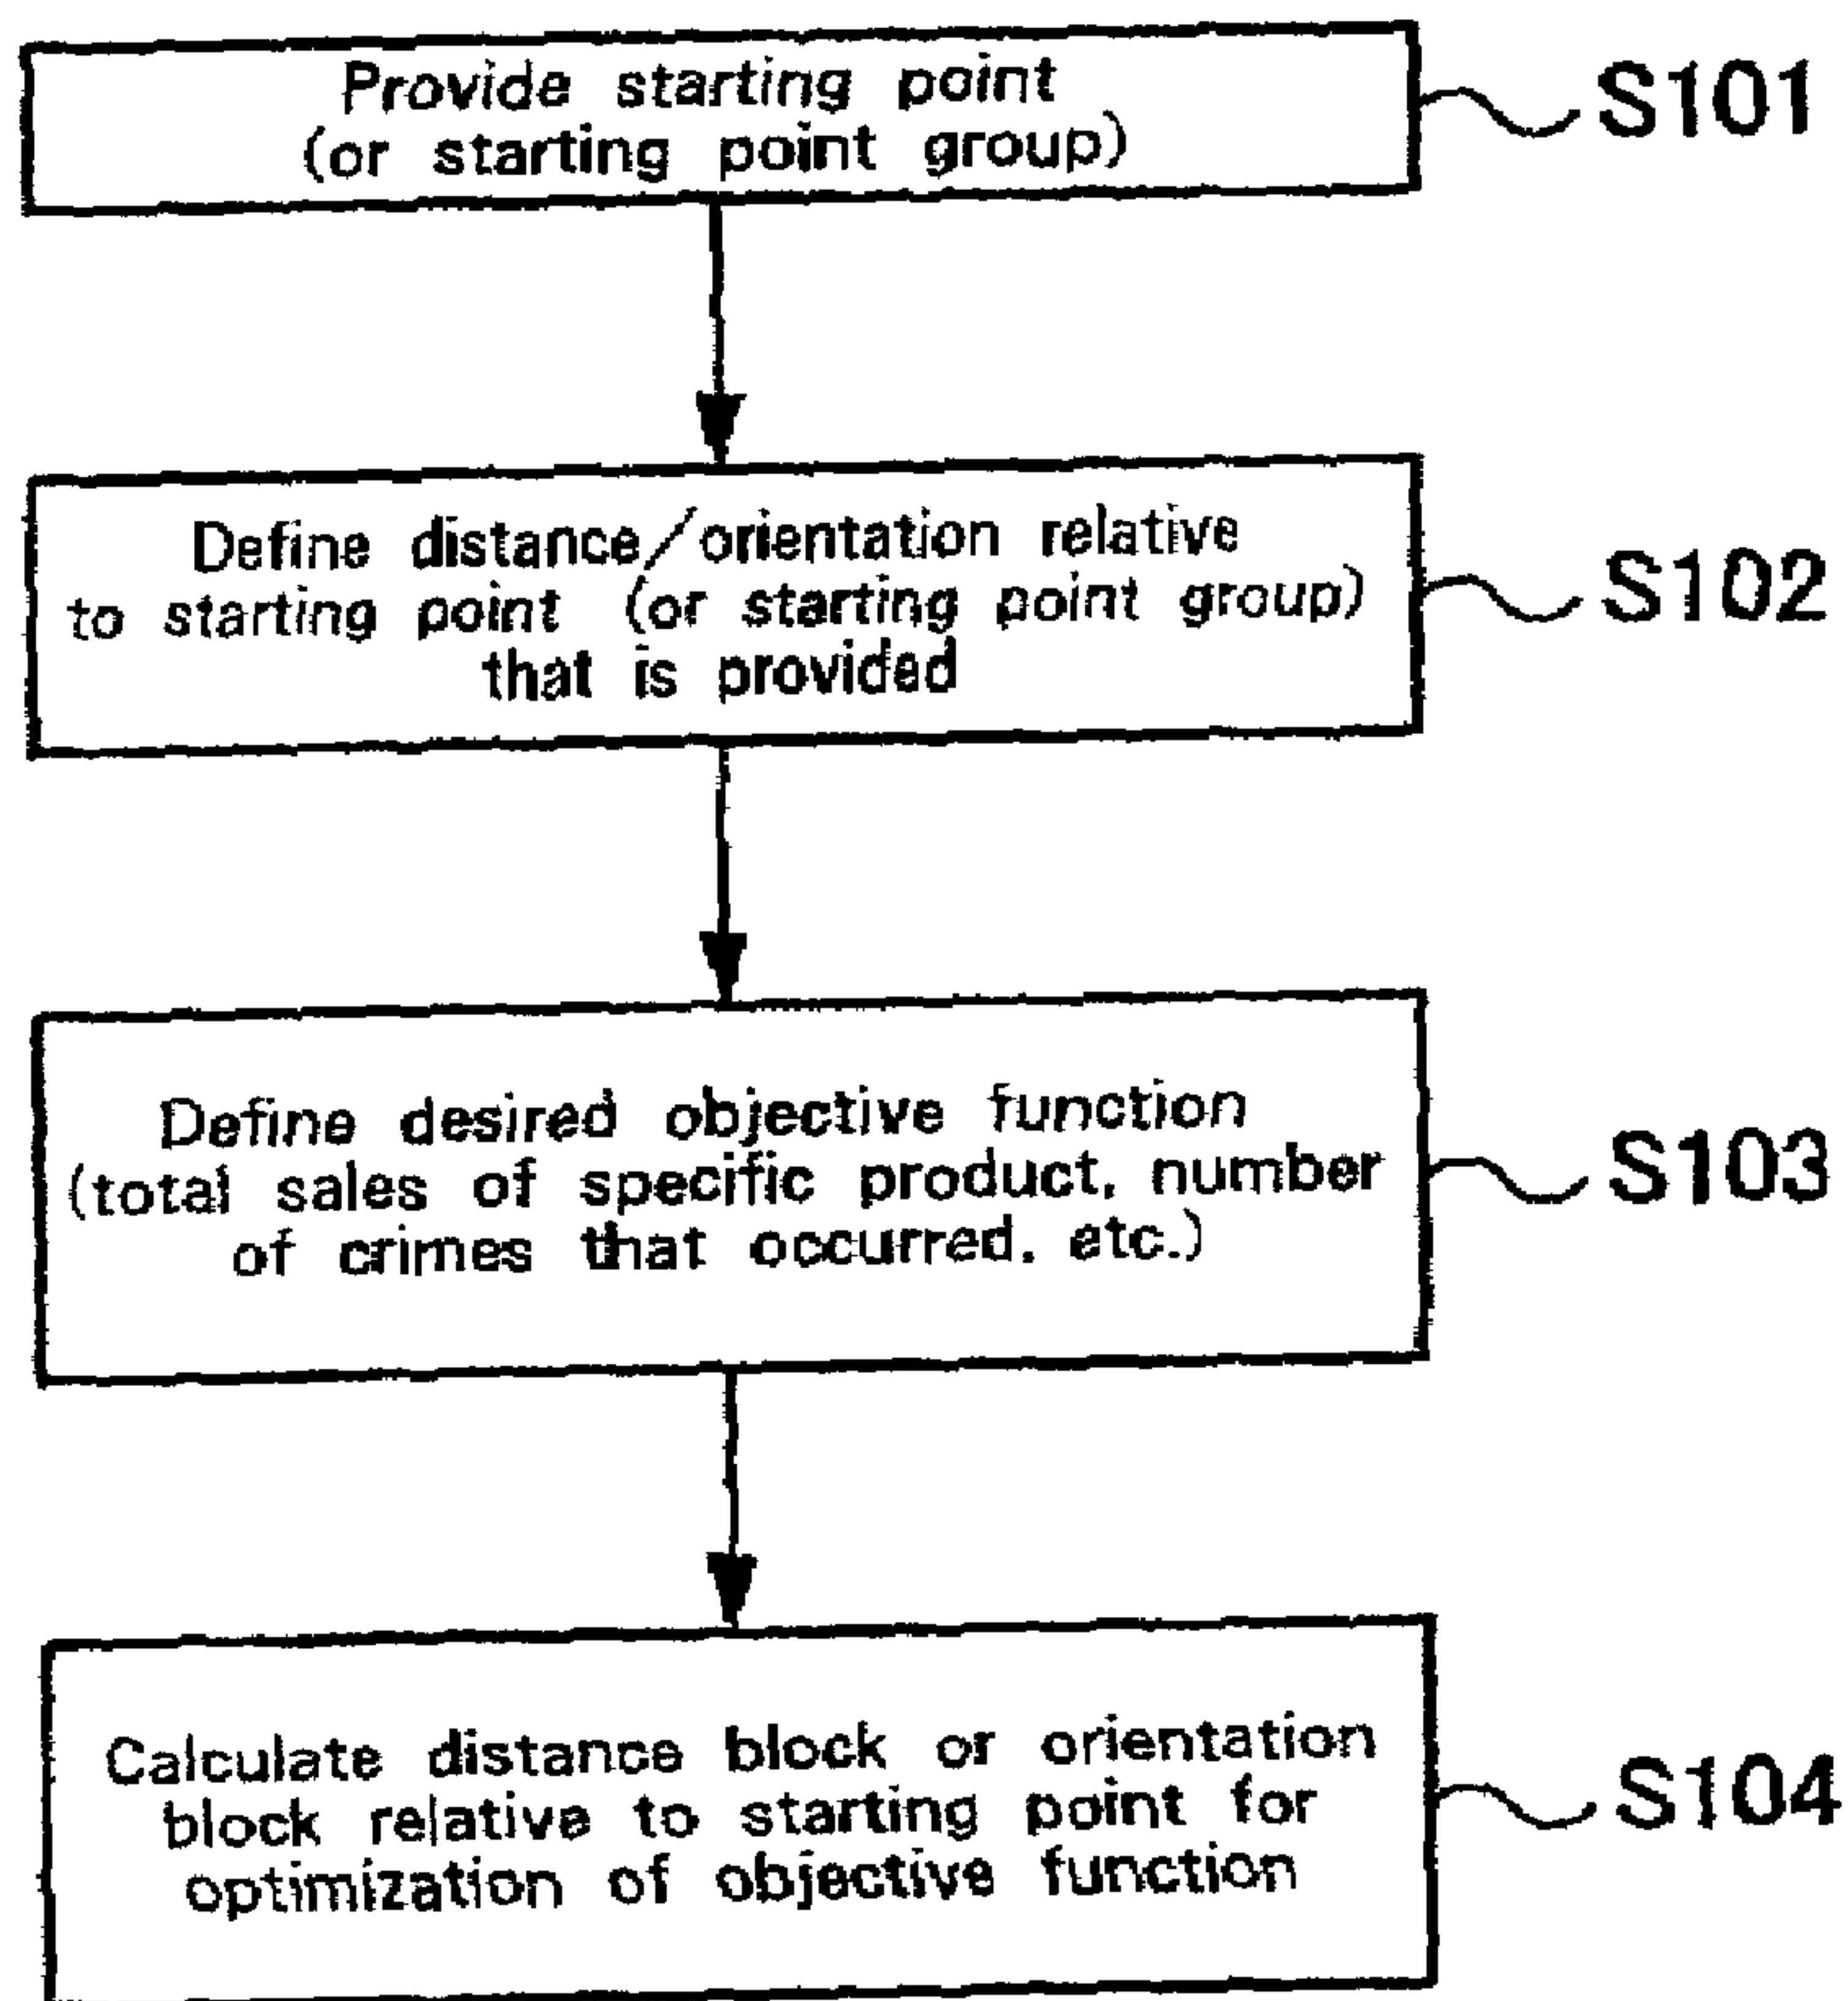 Provide starting point
(or starting point group)
S101
Define distance/orientation relative
to starting point (or starting point group)
that is provided
S102
Define desired objective function
(total sales of specific product, number
of crimes that occurred, etc.)
S103
Calculate distance block or orientation
block relative to starting point for
optimization of objective function
S104